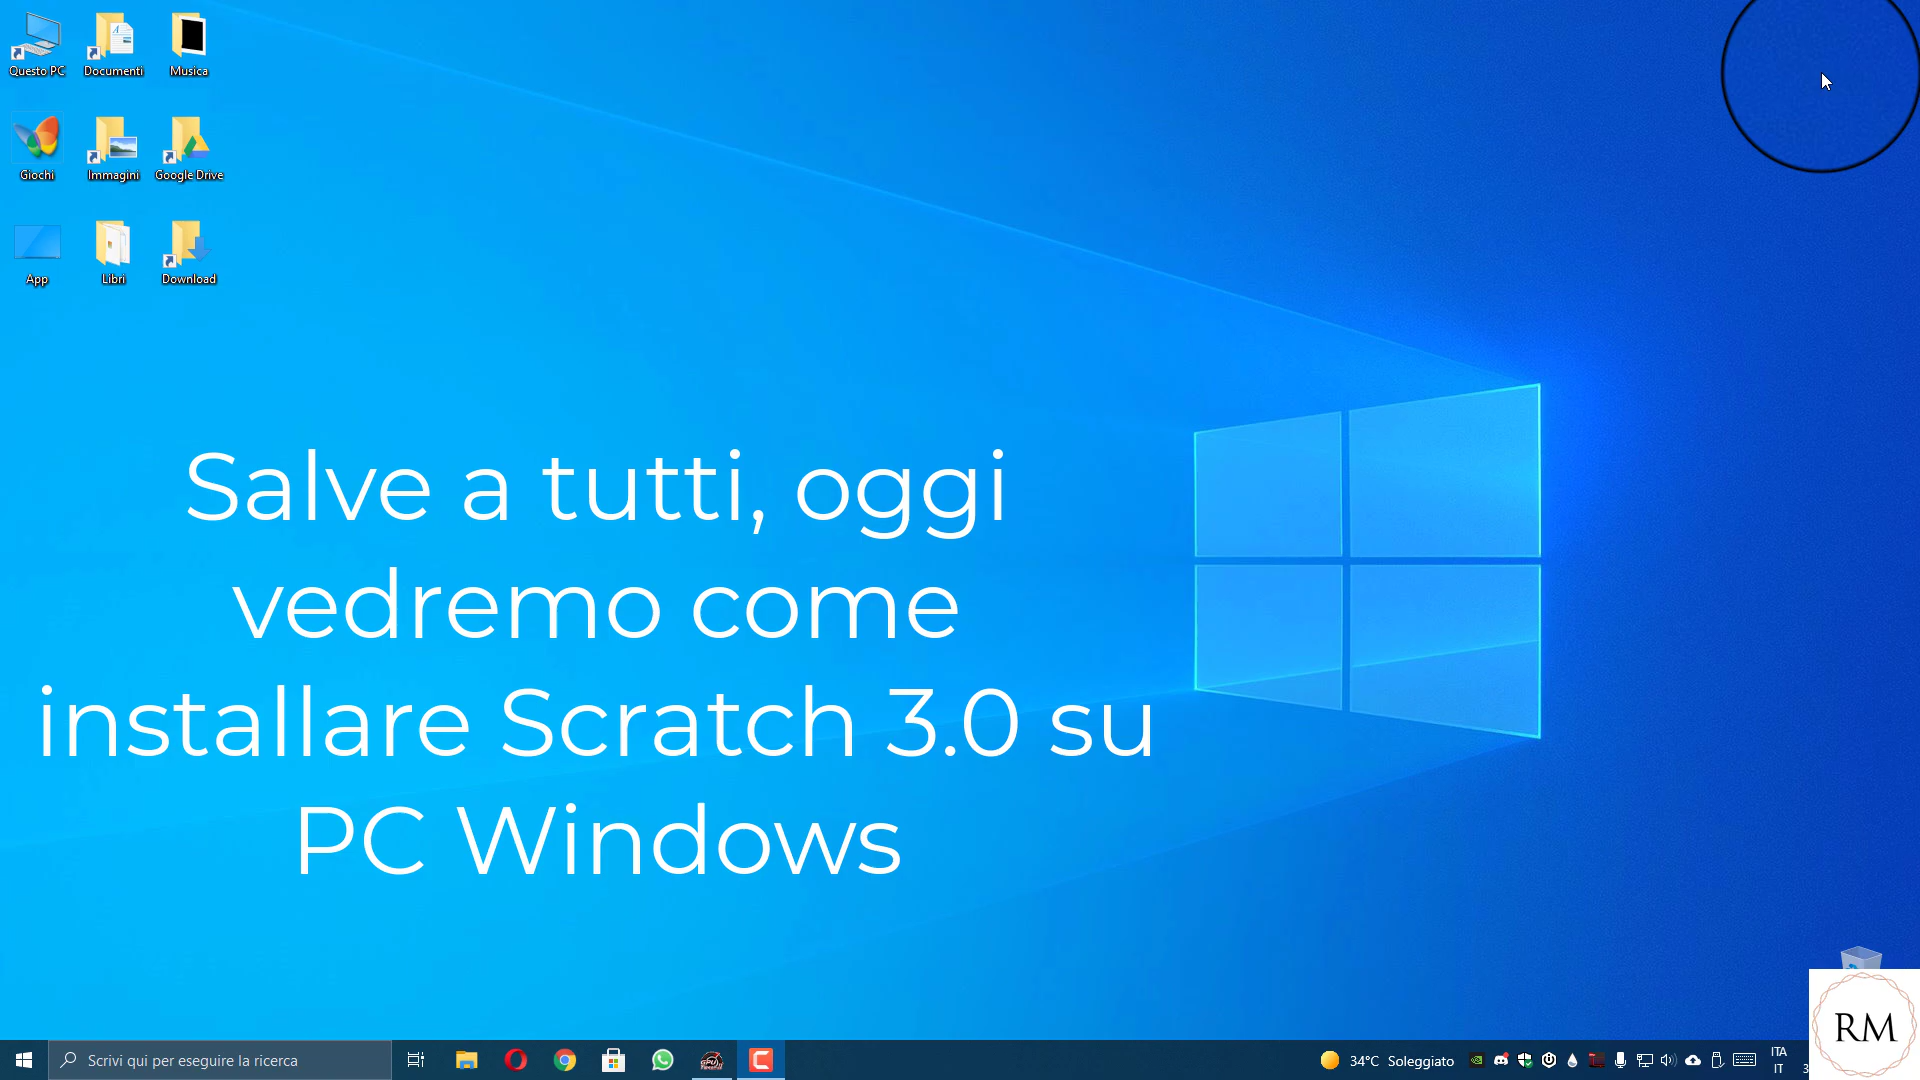 Questo PC
Documenti
Musica
Giochi
Immagini
Google Drive
App
Libri
Download
Salve a tutti, oggi
vedremo come
installare Scratch 3.0 su
PC Windows
Scrivi qui per eseguire la ricerca
34°C Soleggiato
ITA
IT
3
RM